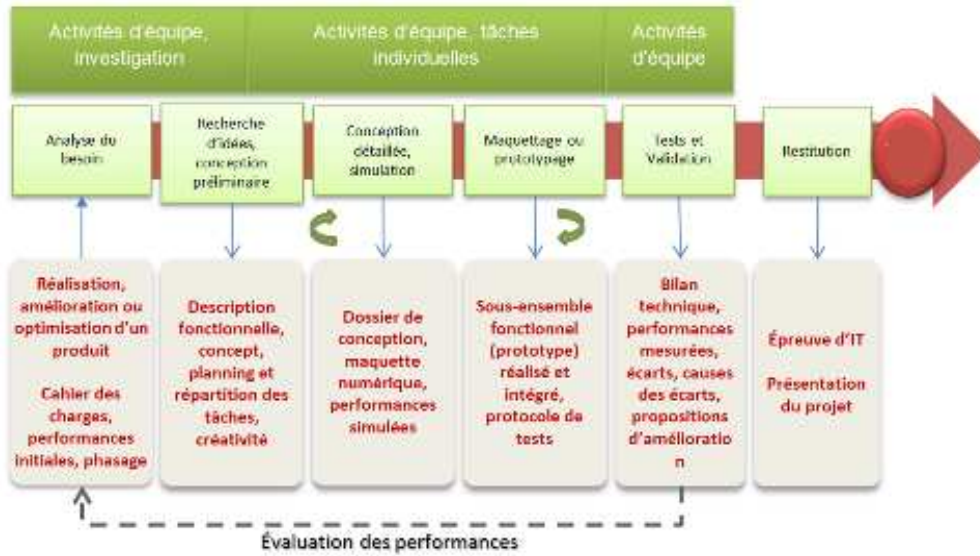 Activités d'équipe,
investigation
Activités d'équipe, tâches
individuelles
Activités
d'équipe
Analyse du
besoin
Recherche
d'idées,
conception
préliminaire
Conception
détaillée,
simulation
Maquettage ou
prototypage
Tests et
Validation
Restitution
Réalisation,
amélioration ou
optimisation d'un
produit
Cahier des
charges,
performances
initiales, phasage
Description
fonctionnelle,
concept,
planning et
répartition des
tâches,
créativité
Dossier de
conception,
maquette
numérique,
performances
simulées
Sous-ensemble
fonctionnel
(prototype)
réalisé et
intégré,
protocole de
tests
Bilan
technique,
performances
mesurées,
écarts, causes
des écarts,
propositions
d'amélioratio
n
Épreuve d'IT
Présentation
du projet
Évaluation des performances